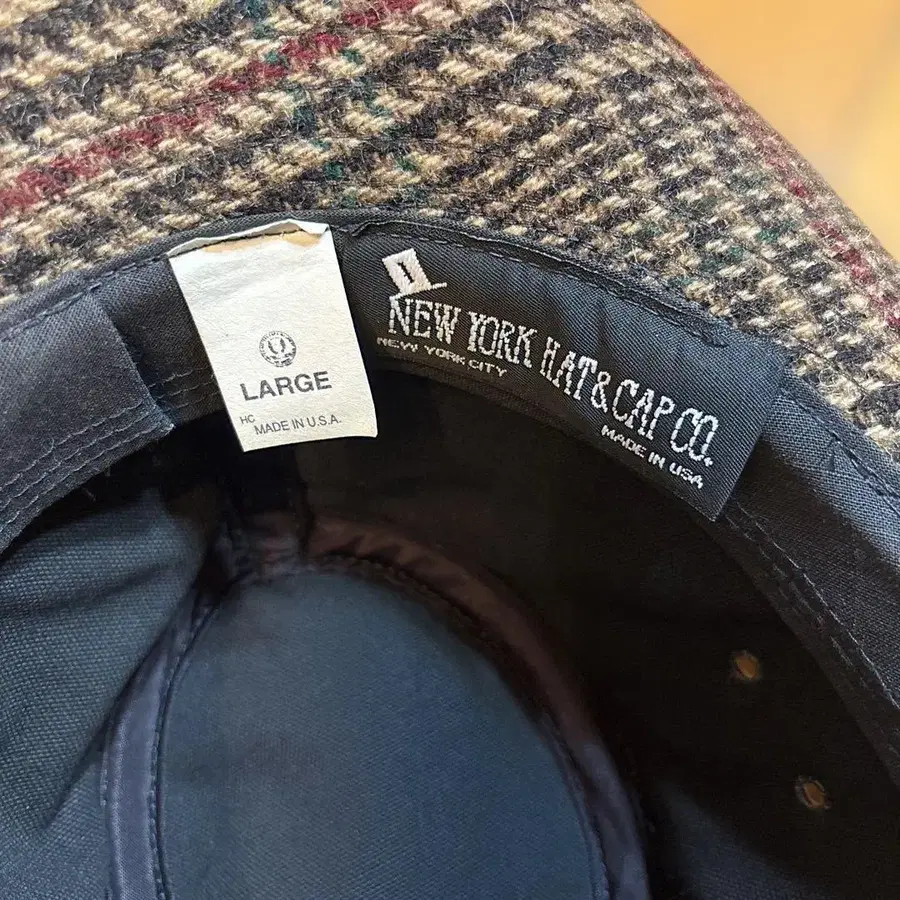 LARGE
HC
MADE IN U.S.A.
NEW YORK HAT & CAP CO.
NEW YORK CITY
MADE IN USA